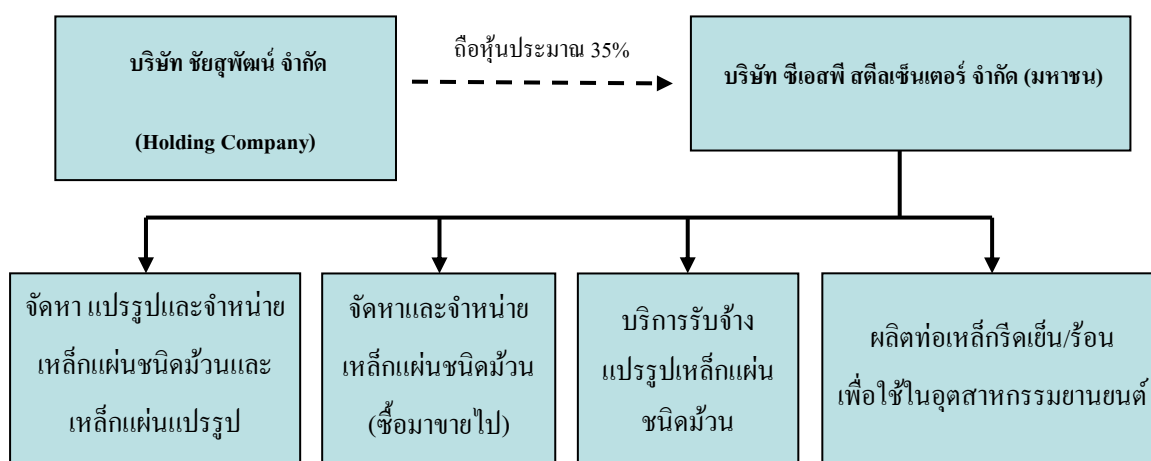 บริษัท ชัยสุพัฒน์ จำกัด
(Holding Company)
ถือหุ้นประมาณ 35%
บริษัท ซีเอสพี สตีลเซ็นเตอร์ จำกัด (มหาชน)
จัดหา แปรรูปและจำหน่าย
เหล็กแผ่นชนิดม้วนและ
เหล็กแผ่นแปรรูป
จัดหาและจำหน่าย
เหล็กแผ่นชนิดม้วน
(ซื้อมาขายไป)
บริการรับจ้าง
แปรรูปเหล็กแผ่น
ชนิดม้วน
ผลิตท่อเหล็กรีดเย็น/ร้อน
เพื่อใช้ในอุตสาหกรรมยานยนต์